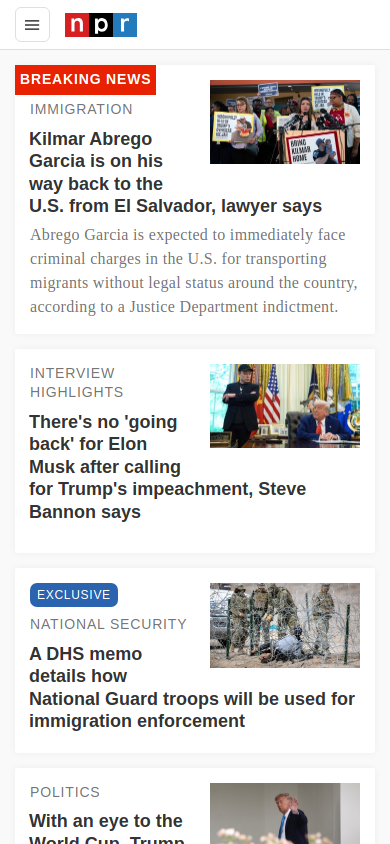 npr
BREAKING NEWS
IMMIGRATION
Kilmar Abrego
Garcia is on his
way back to the
U.S. from El Salvador, lawyer says
Abrego Garcia is expected to immediately face
criminal charges in the U.S. for transporting
migrants without legal status around the country,
according to a Justice Department indictment.
BRING
KILMAR
HOME
INTERVIEW
HIGHLIGHTS
There's no 'going
back' for Elon
Musk after calling
for Trump's impeachment, Steve
Bannon says
EXCLUSIVE
NATIONAL SECURITY
A DHS memo
details how
National Guard troops will be used for
immigration enforcement
POLITICS
With an eye to the
World Cup, Trump